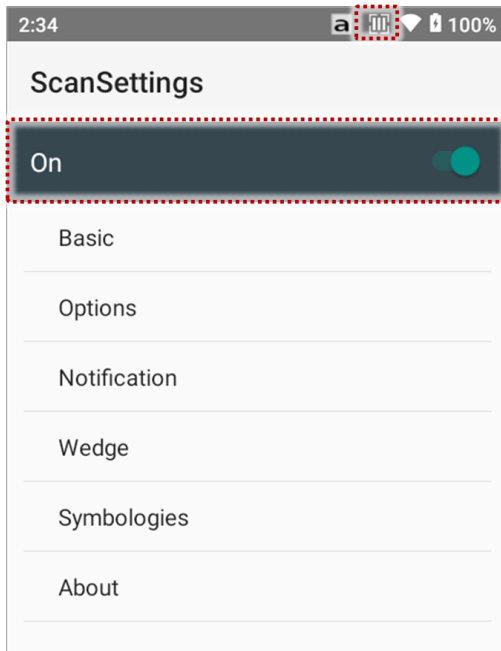 2:34 a 100%
ScanSettings
On
Basic
Options
Notification
Wedge
Symbologies
About